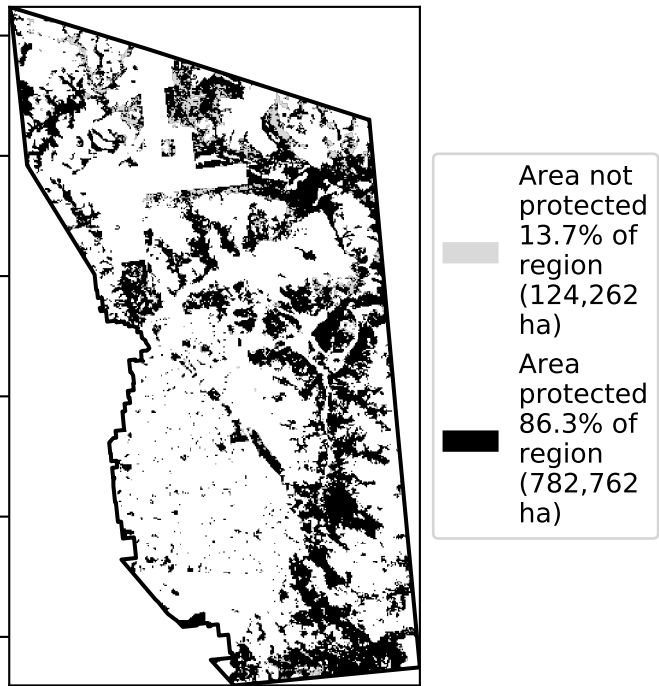 Area not
protected
13.7% of
region
(124,262
ha)
Area
protected
86.3% of
region
(782,762
ha)